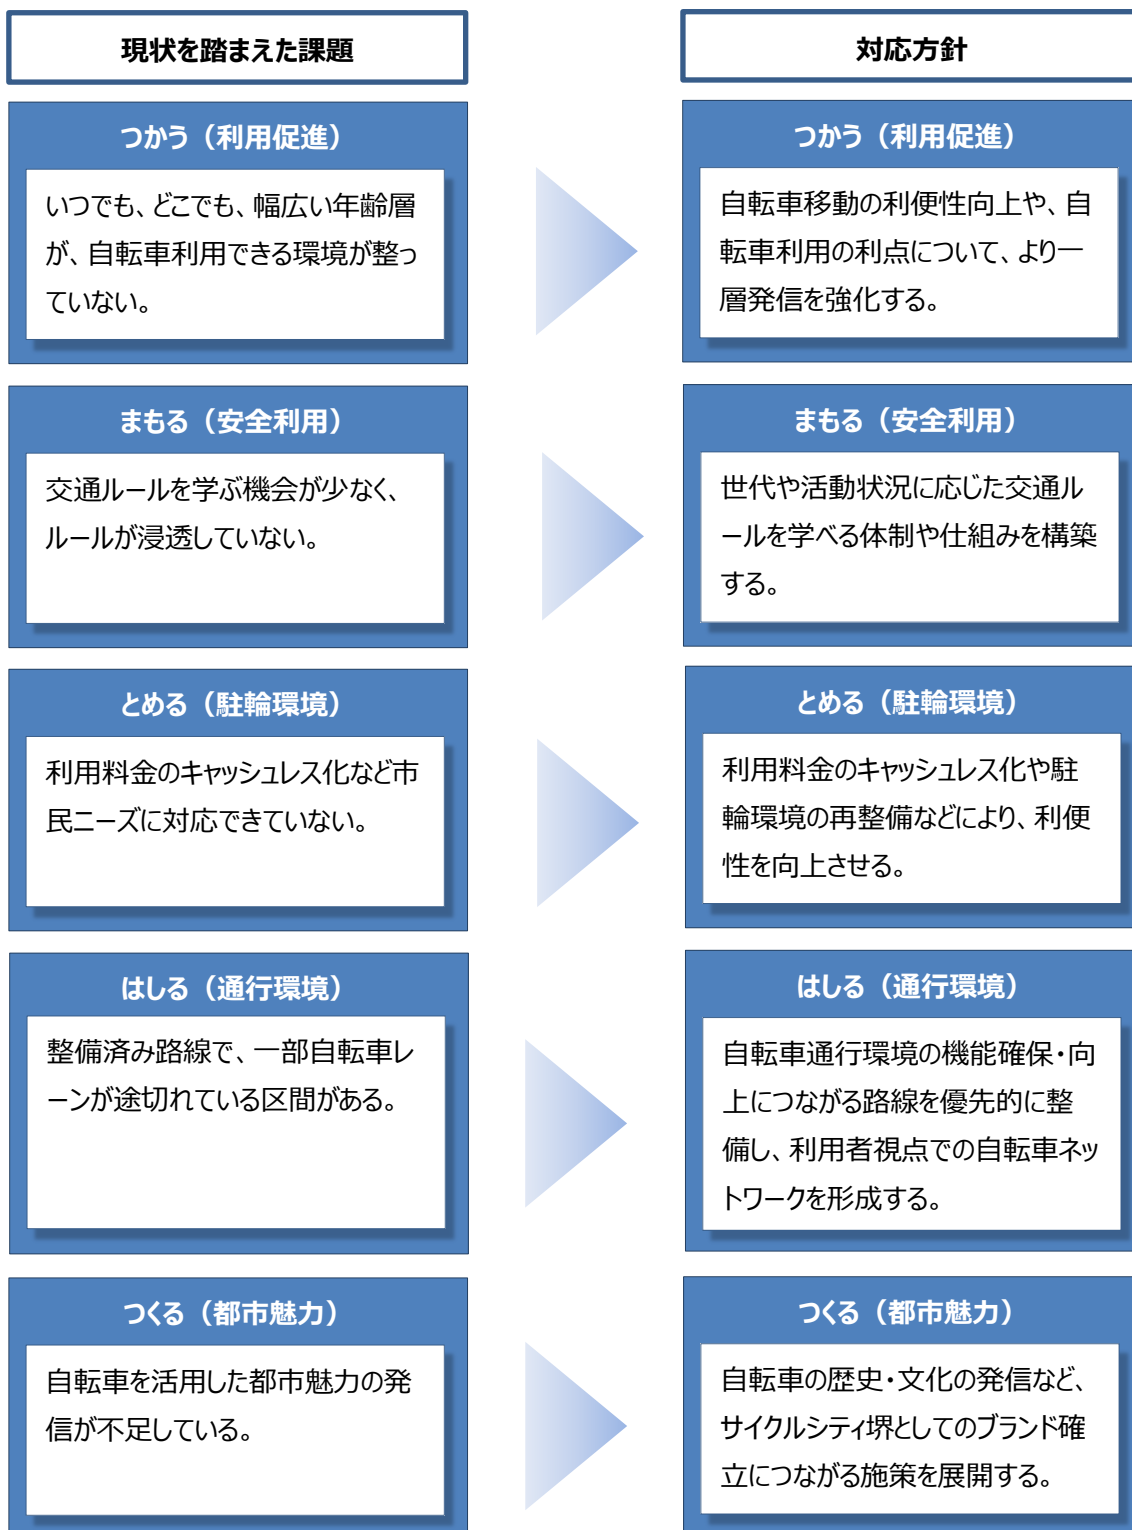 現状を踏まえた課題
対応方針
つかう（利用促進）
いつでも、どこでも、幅広い年齢層
が、自転車利用できる環境が整っ
ていない。
つかう（利用促進）
自転車移動の利便性向上や、自
転車利用の利点について、より一
層発信を強化する。
まもる（安全利用）
交通ルールを学ぶ機会が少なく、
ルールが浸透していない。
まもる（安全利用）
世代や活動状況に応じた交通ル
ールを学べる体制や仕組みを構築
する。
とめる（駐輪環境）
利用料金のキャッシュレス化など市
民ニーズに対応できていない。
とめる（駐輪環境）
利用料金のキャッシュレス化や駐
輪環境の再整備などにより、利便
性を向上させる。
はしる（通行環境）
整備済み路線で、一部自転車レ
ーンが途切れている区間がある。
はしる（通行環境）
自転車通行環境の機能確保・向
上につながる路線を優先的に整
備し、利用者視点での自転車ネッ
トワークを形成する。
つくる（都市魅力）
自転車を活用した都市魅力の発
信が不足している。
つくる（都市魅力）
自転車の歴史・文化の発信など、
サイクルシティ堺としてのブランド確
立につながる施策を展開する。